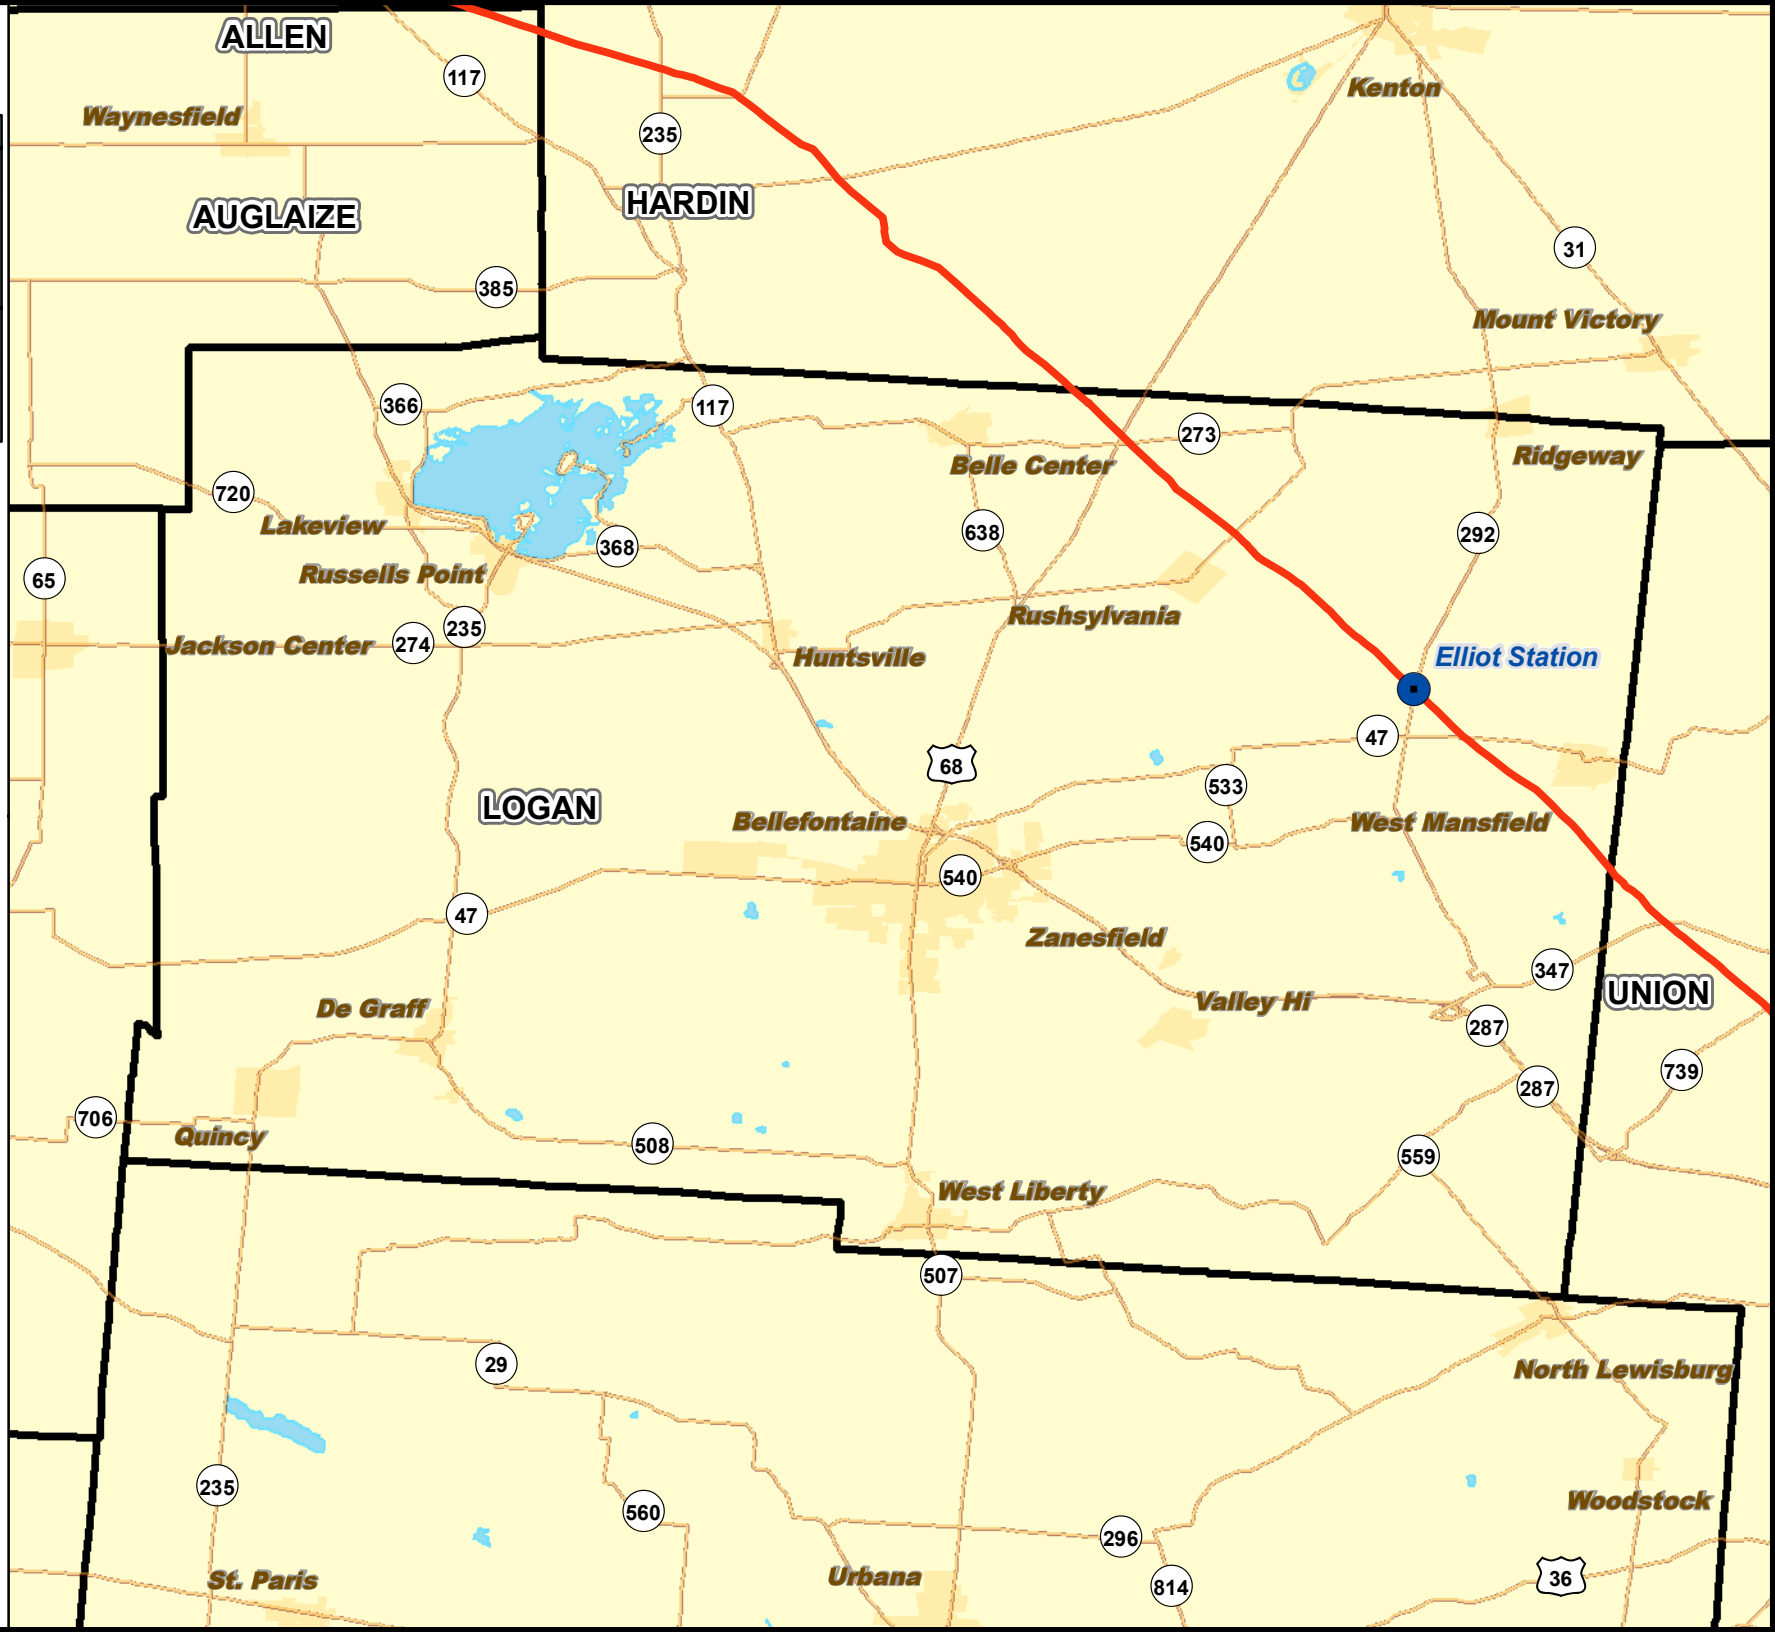 ALLEN
117
Kenton
Waynesfield
235
HARDIN
AUGLAIZE
31
385
Mount Victory
366
117
273
Belle Center
Ridgeway
720
Lakeview
638
292
368
Russells Point
65
Rushsylvania
235
Jackson Center
274
Huntsville
Elliot Station
47
68
533
LOGAN
Bellefontaine
West Mansfield
540
540
47
Zanesfield
347
UNION
De Graff
Valley Hi
287
739
287
706
Quincy
508
559
West Liberty
507
29
North Lewisburg
235
Woodstock
560
296
St. Paris
Urbana
814
36